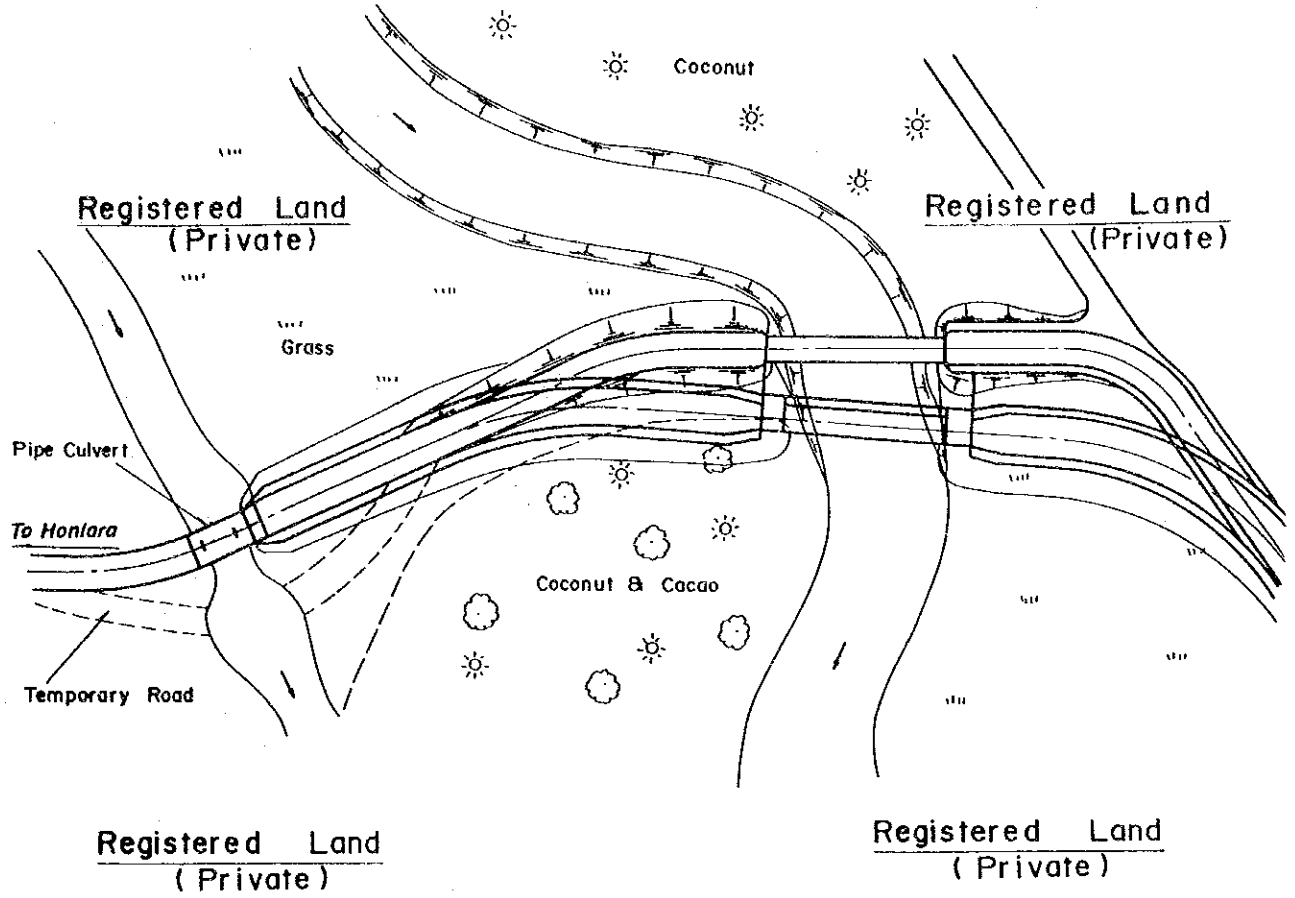 Coconut
Registered Land
(Private)
Registered Land
(Private)
Grass
Pipe Culvert
To Honiara
Coconut & Cacao
Temporary Road
Registered Land
(Private)
Registered Land
(Private)